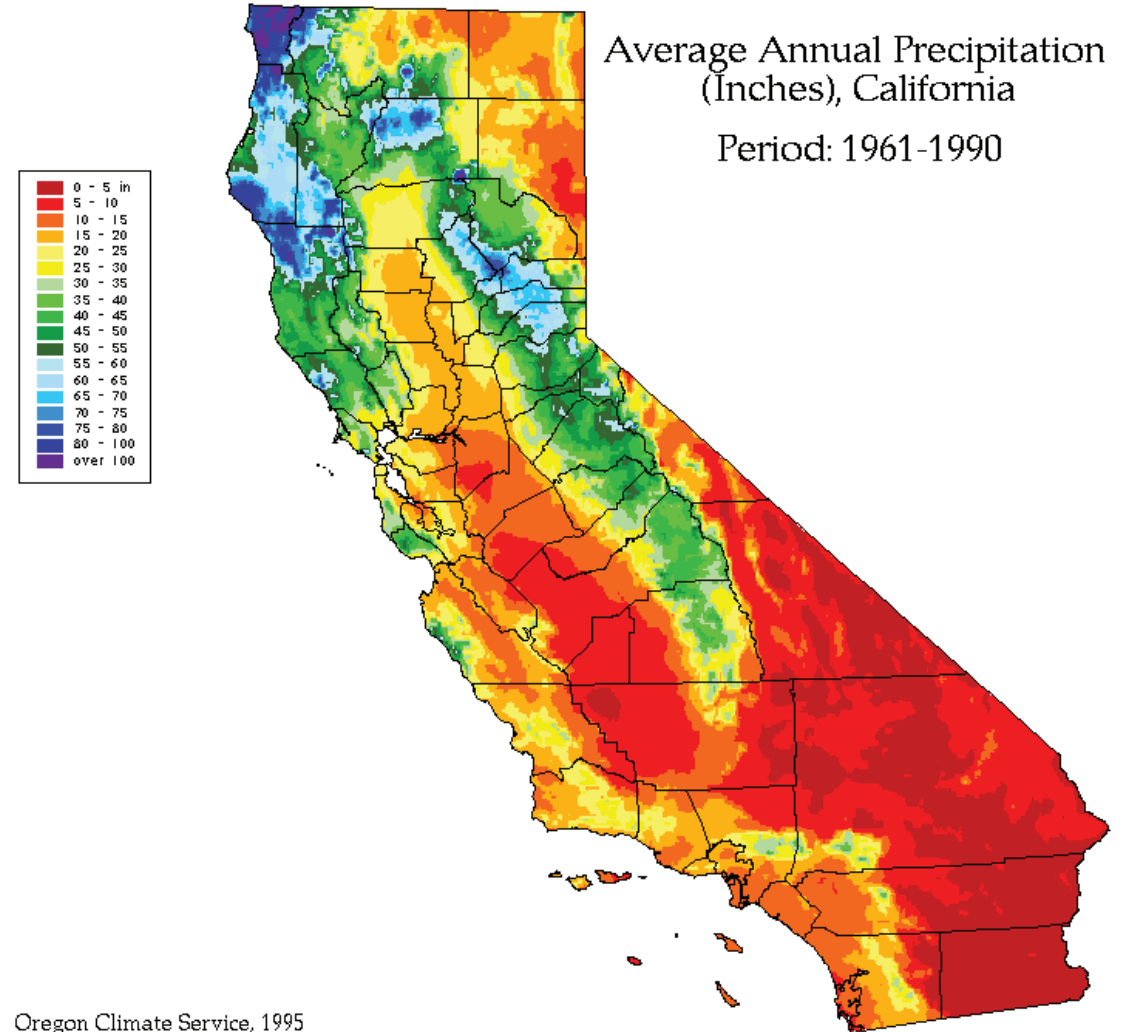 Average Annual Precipitation
(Inches), California
Period: 1961-1990
0 - 5 in
5 - 10
10 - 15
15 - 20
20 - 25
25 - 30
30 - 35
35 - 40
40 - 45
45 - 50
50 - 55
55 - 60
60 - 65
65 - 70
70 - 75
75 - 80
80 - 100
over 100
Oregon Climate Service, 1995